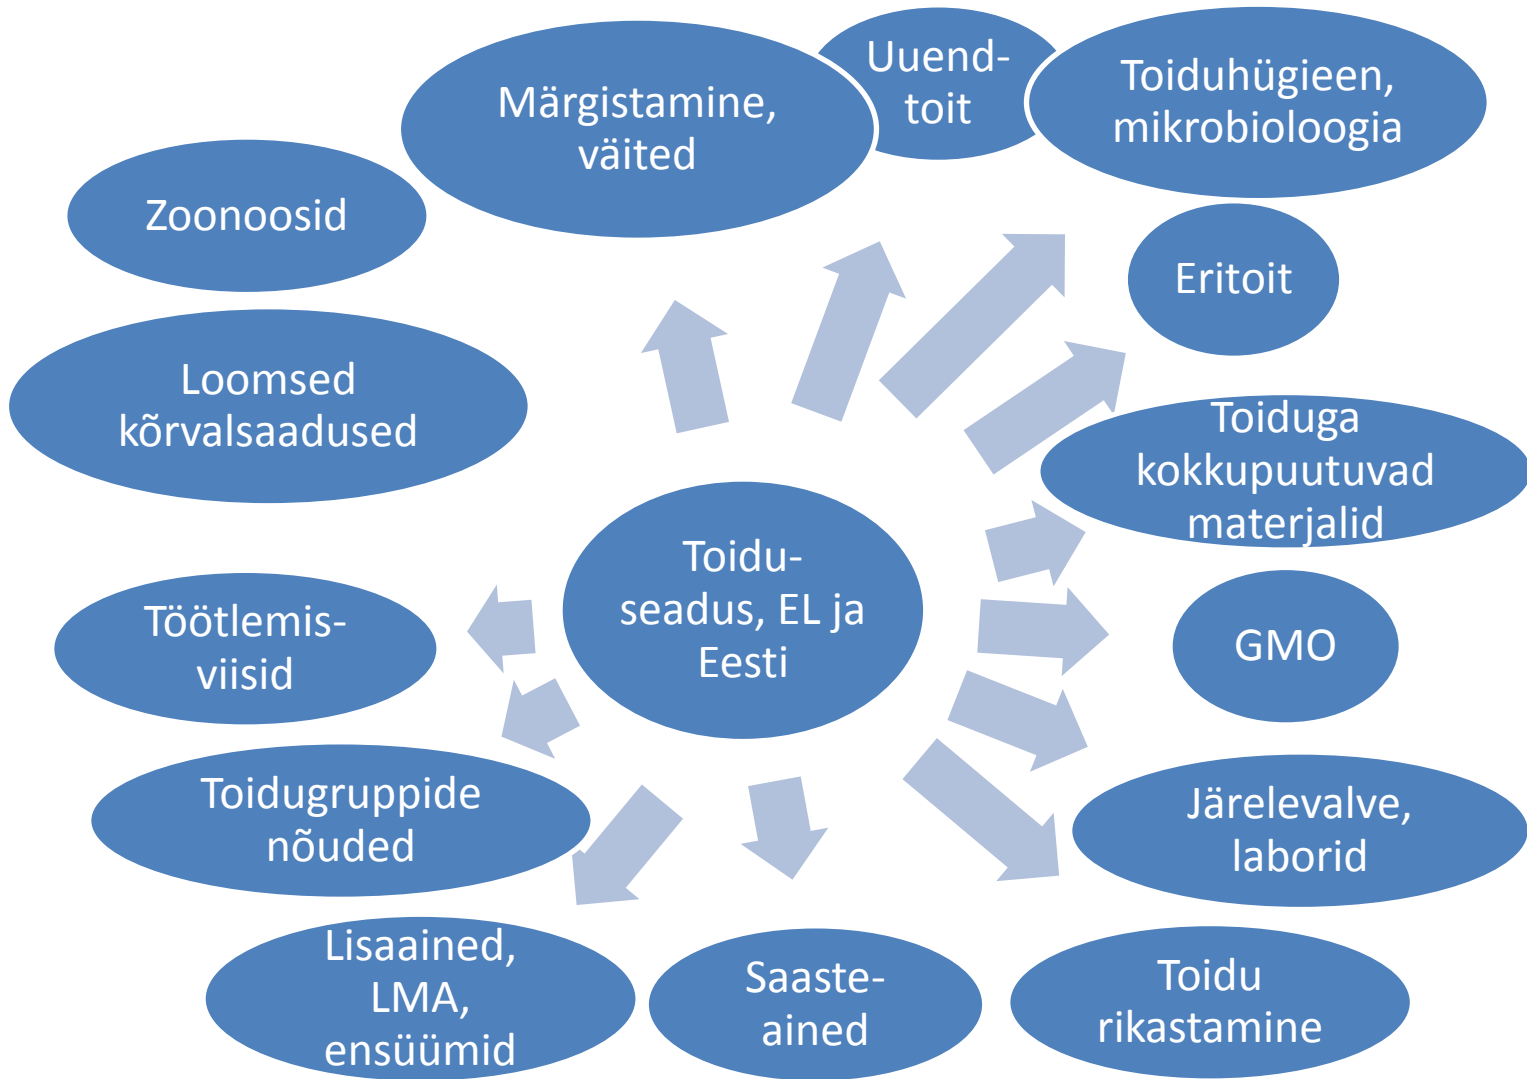 Uuend-
toit
Märgistamine,
väited
Toiduhügieen,
mikrobioloogia
Zoonoosid
Eritoit
Loomsed
kõrvalsaadused
Toiduga
kokkupuutuvad
materjalid
Toidu-
seadus, EL ja
Eesti
Töötlemis-
viisid
GMO
Toidugruppide
nõuded
Järelevalve,
laborid
Lisaained,
LMA,
ensüümid
Saaste-
ained
Toidu
rikastamine